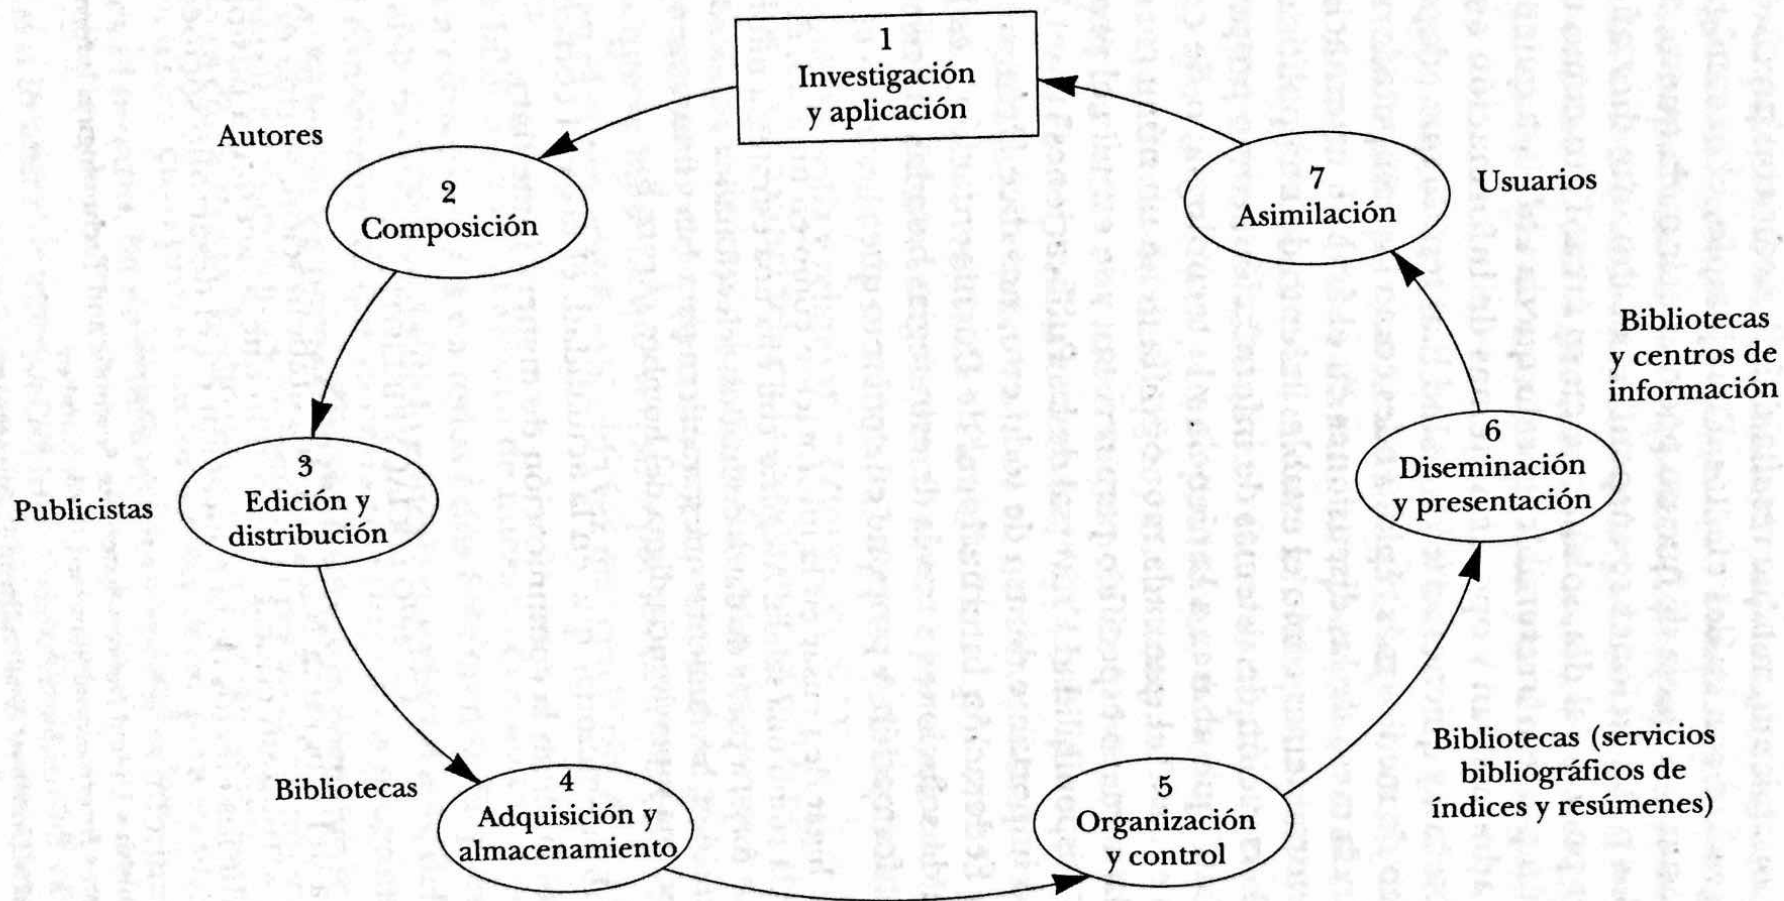 1
Investigación
y aplicación
Autores
2
Composición
Publicistas
3
Edición y
distribución
Bibliotecas
4
Adquisición y
almacenamiento
5
Organización
y control
Bibliotecas (servicios
bibliográficos de
índices y resúmenes)
6
Diseminación
y presentación
Bibliotecas
y centros de
información
7
Asimilación
Usuarios